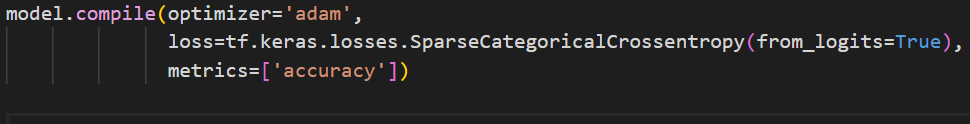 model.compile(optimizer='adam',
loss=tf.keras.losses.SparseCategoricalCrossentropy(from_logits=True),
metrics=['accuracy'])